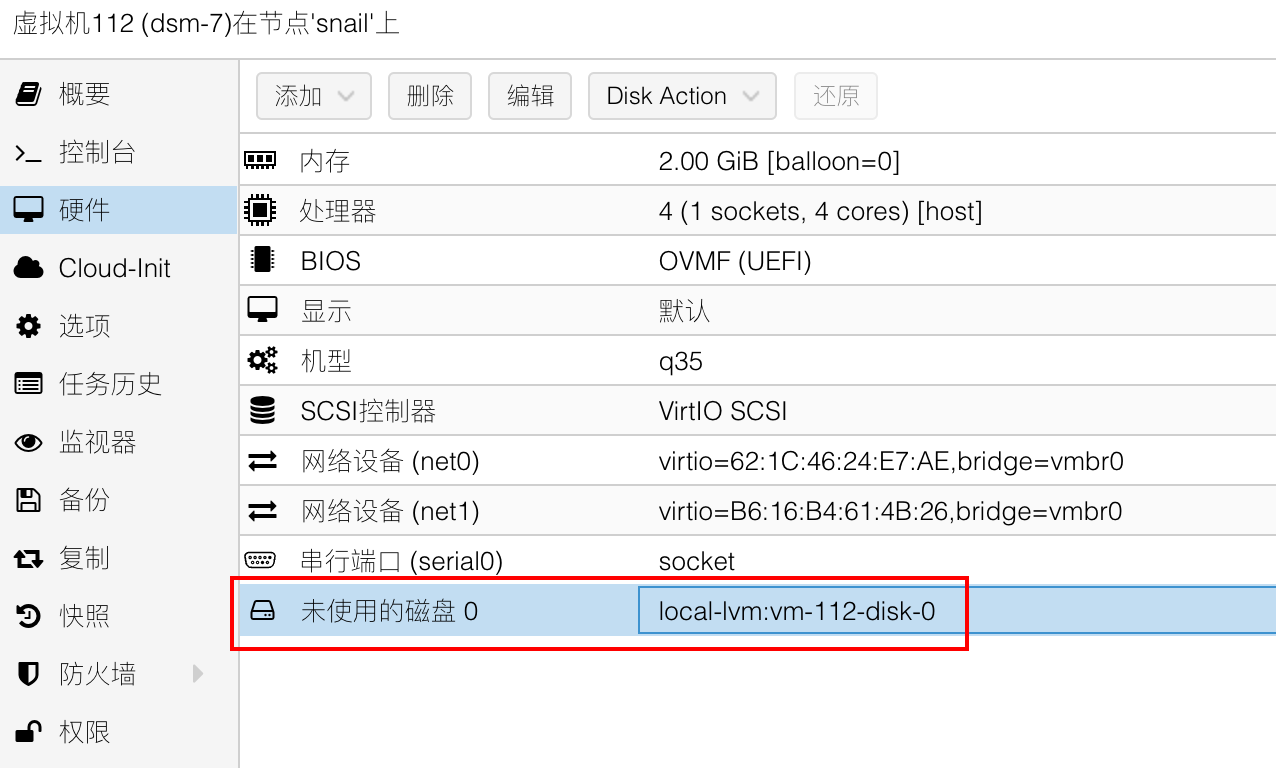 虚拟机112 (dsm-7)在节点'snail'上
概要
控制台
硬件
Cloud-Init
选项
任务历史
监视器
备份
复制
快照
防火墙
权限
添加 删除 编辑 Disk Action 还原
内存 2.00 GiB [balloon=0]
处理器 4 (1 sockets, 4 cores) [host]
BIOS OVMF (UEFI)
显示 默认
机型 q35
SCSI控制器 VirtIO SCSI
网络设备 (net0) virtio=62:1C:46:24:E7:AE,bridge=vmbr0
网络设备 (net1) virtio=B6:16:B4:61:4B:26,bridge=vmbr0
串行端口 (serial0) socket
未使用的磁盘 0 local-lvm:vm-112-disk-0